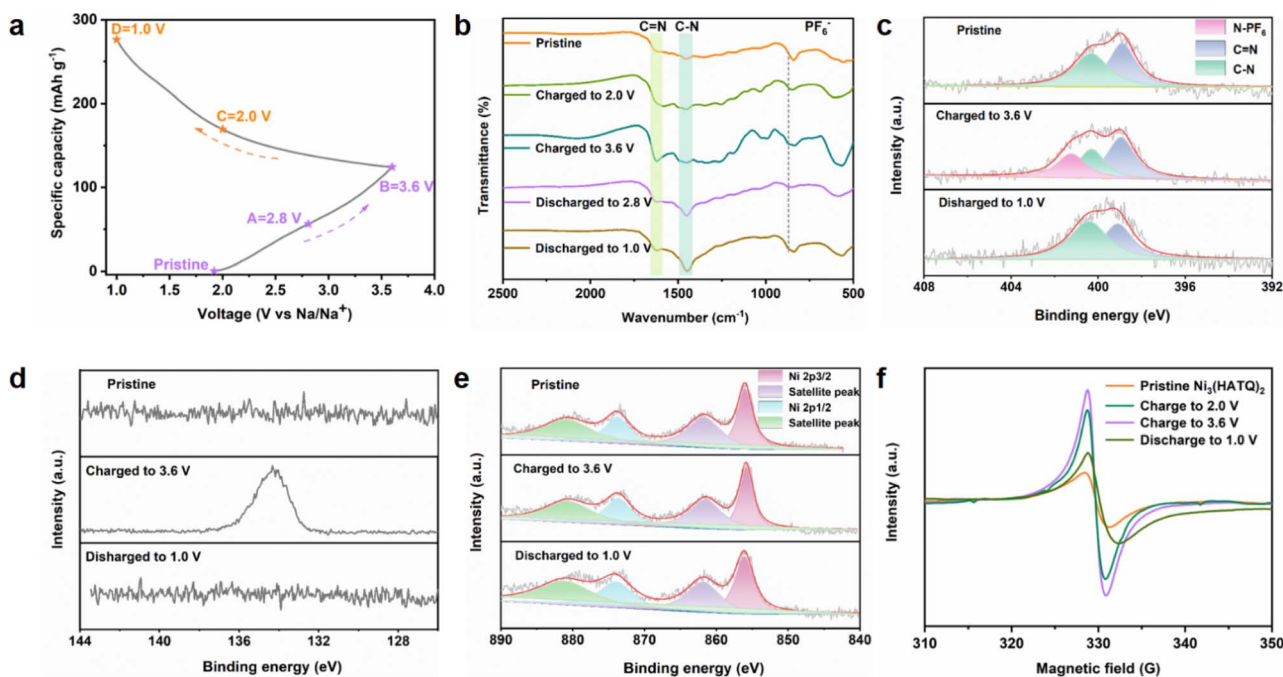 a
D=1.0 V
C=2.0 V
B=3.6 V
A=2.8 V
Pristine
Specific capacity (mAh g⁻¹)
300
200
100
0
1.0 1.5 2.0 2.5 3.0 3.5 4.0
Voltage (V vs Na/Na⁺)
b
C=N C-N PF₆⁻
Pristine
Charged to 2.0 V
Charged to 3.6 V
Discharged to 2.8 V
Discharged to 1.0 V
Transmittance (%)
2500 2000 1500 1000 500
Wavenumber (cm⁻¹)
c
Pristine
N-PF₆
C=N
C-N
Charged to 3.6 V
Disharged to 1.0 V
Intensity (a.u.)
408 404 400 396 392
Binding energy (eV)
d
Pristine
Charged to 3.6 V
Disharged to 1.0 V
Intensity (a.u.)
144 140 136 132 128
Binding energy (eV)
e
Pristine
Ni 2p3/2
Satellite peak
Ni 2p1/2
Satellite peak
Charged to 3.6 V
Discharged to 1.0 V
Intensity (a.u.)
890 880 870 860 850 840
Binding energy (eV)
f
Pristine Ni₃(HATQ)₂
Charge to 2.0 V
Charge to 3.6 V
Discharge to 1.0 V
Intensity (a.u.)
310 320 330 340 350
Magnetic field (G)